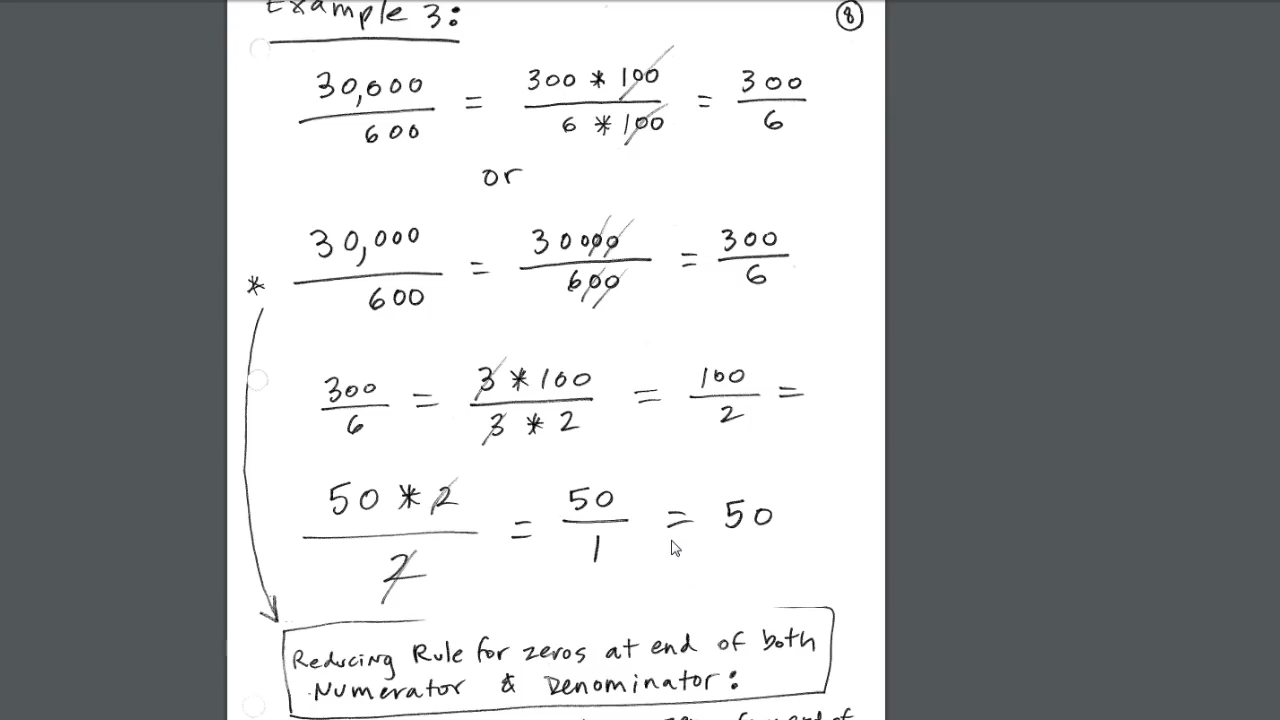 Example 3:
8
30,000 / 600 = 300 * 100 / 6 * 100 = 300 / 6
or
* 30,000 / 600 = 30000 / 600 = 300 / 6
300 / 6 = 3 * 100 / 3 * 2 = 100 / 2 =
50 * 2 / 2 = 50 / 1 = 50
Reducing Rule for zeros at end of both
Numerator & Denominator: